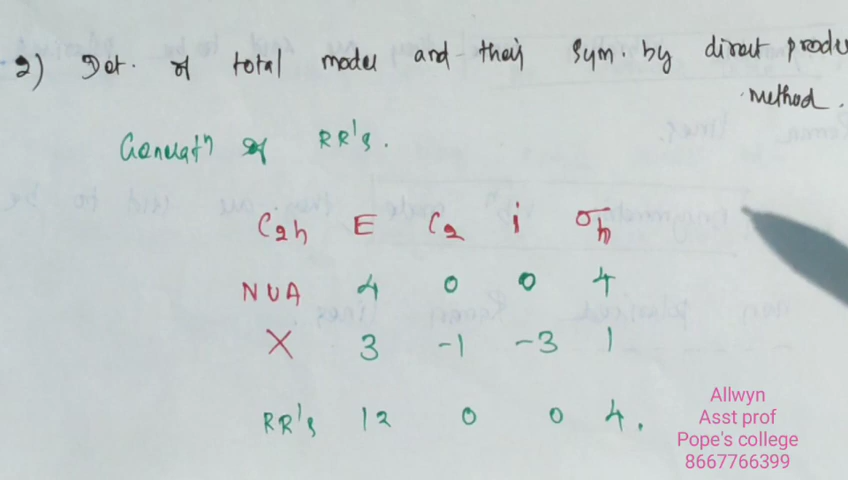 2) Det. of total modes and their sym. by direct produ
method.
Generatⁿ of RR's.
C2h E C2 i σh
NUA 4 0 0 4
X 3 -1 -3 1
RR's 12 0 0 4.
Allwyn
Asst prof
Pope's college
8667766399